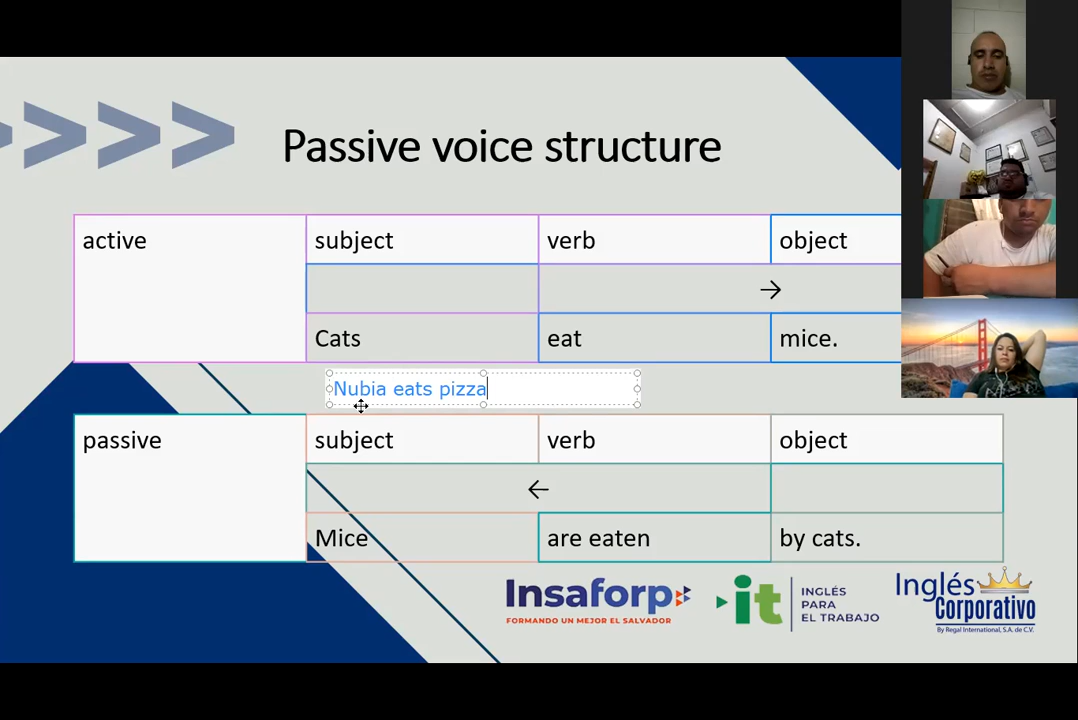 Passive voice structure
active subject verb object
→
Cats eat mice.
Nubia eats pizza
passive subject verb object
←
Mice are eaten by cats.
Insaforp
FORMANDO UN MEJOR EL SALVADOR
it
INGLÉS
PARA
EL TRABAJO
Inglés
Corporativo
By Regal International, S.A. de C.V.